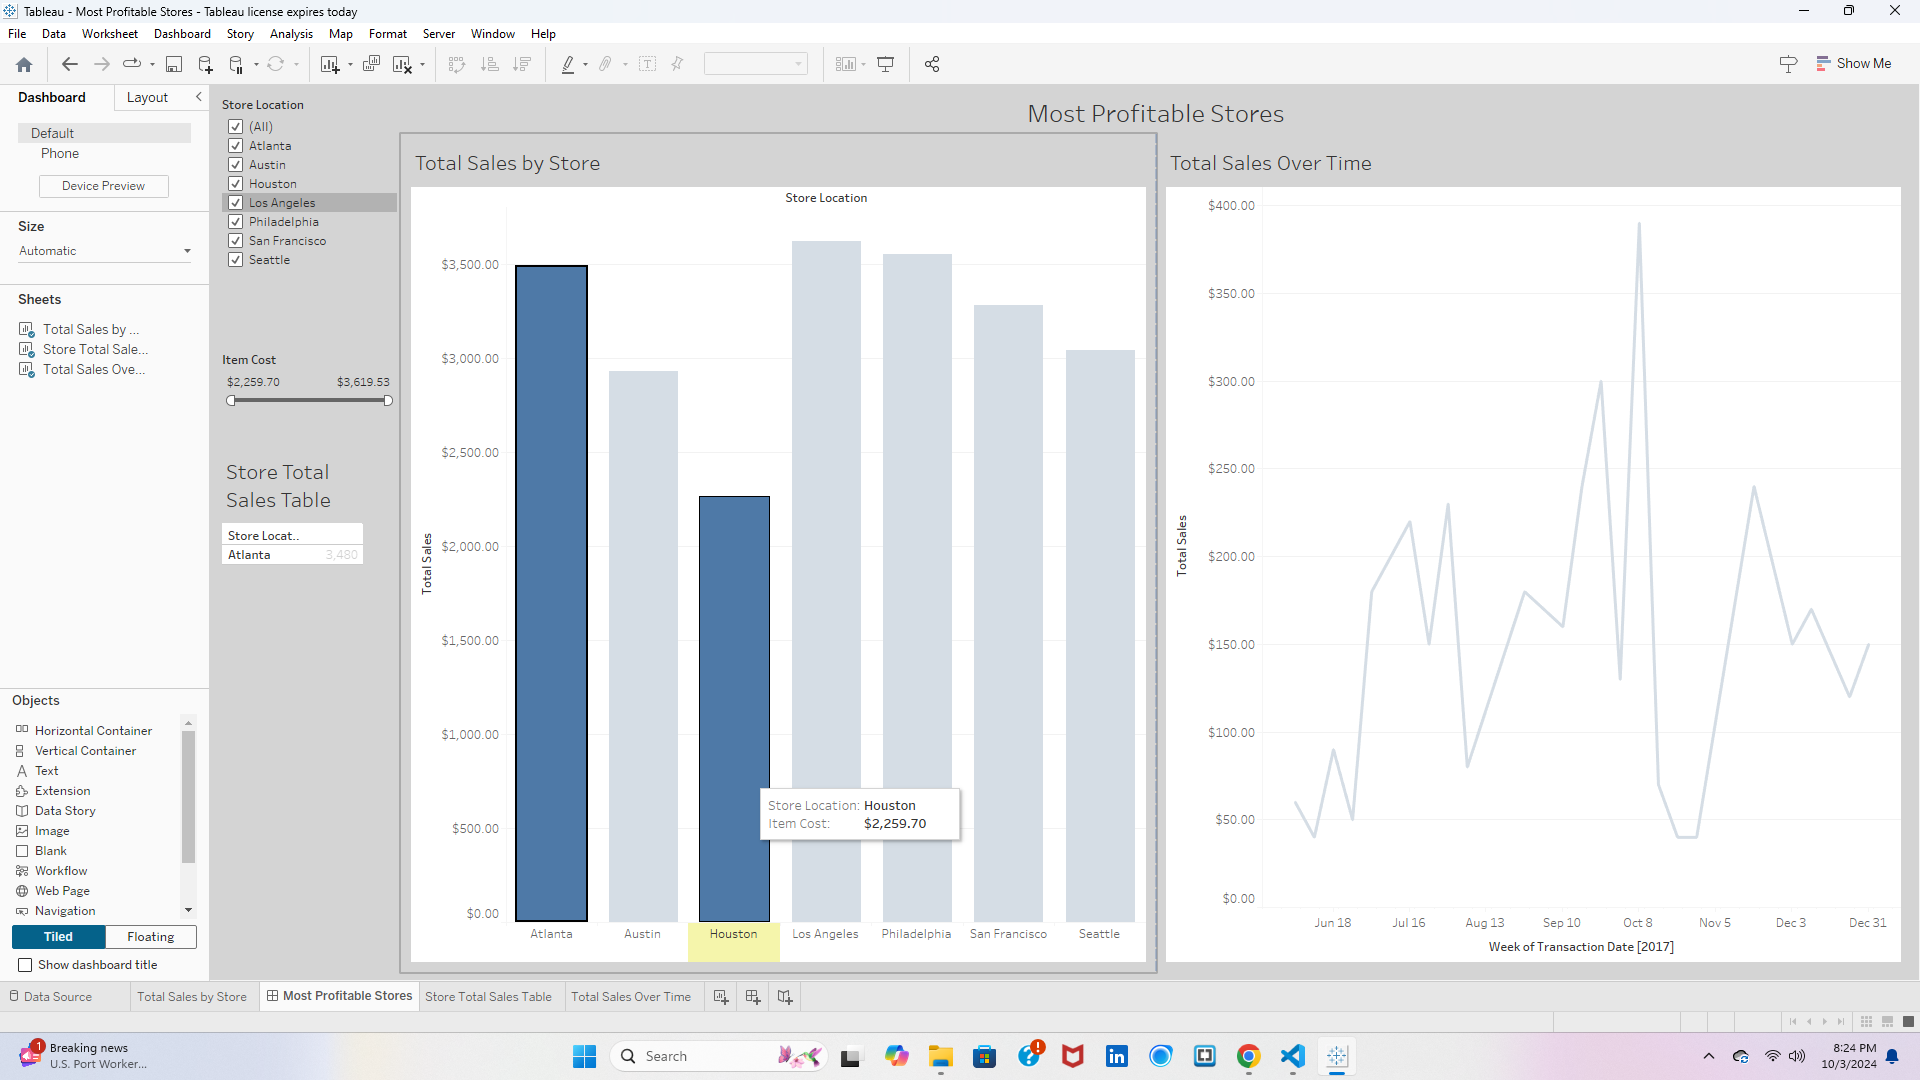 Tableau - Most Profitable Stores - Tableau license expires today
File Data Worksheet Dashboard Story Analysis Map Format Server Window Help
Show Me
Dashboard Layout
Default
Phone
Device Preview
Size
Automatic
Sheets
Total Sales by ...
Store Total Sale...
Total Sales Ove...
Objects
Horizontal Container
Vertical Container
Text
Extension
Data Story
Image
Blank
Workflow
Web Page
Navigation
Tiled Floating
Show dashboard title
Store Location
(All)
Atlanta
Austin
Houston
Los Angeles
Philadelphia
San Francisco
Seattle
Item Cost
$2,259.70 $3,619.53
Store Total
Sales Table
Store Locat..
Atlanta 3,480
Most Profitable Stores
Total Sales by Store
Store Location
Total Sales
$3,500.00
$3,000.00
$2,500.00
$2,000.00
$1,500.00
$1,000.00
$500.00
$0.00
Atlanta Austin Houston Los Angeles Philadelphia San Francisco Seattle
Store Location: Houston
Item Cost: $2,259.70
Total Sales Over Time
Total Sales
$400.00
$350.00
$300.00
$250.00
$200.00
$150.00
$100.00
$50.00
$0.00
Jun 18 Jul 16 Aug 13 Sep 10 Oct 8 Nov 5 Dec 3 Dec 31
Week of Transaction Date [2017]
Data Source Total Sales by Store Most Profitable Stores Store Total Sales Table Total Sales Over Time
1
Breaking news
U.S. Port Worker...
Search
8:24 PM
10/3/2024